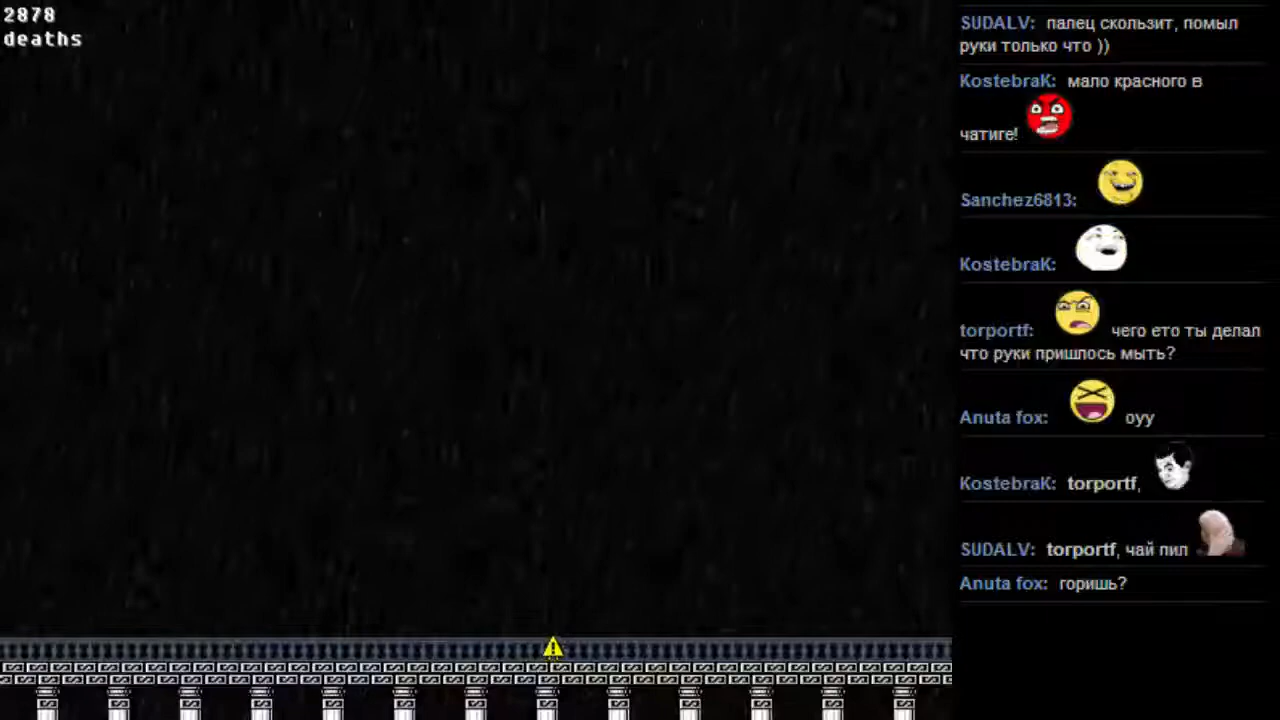 2878
deaths
SUDALV: палец скользит, помыл
руки только что ))
KostebraK: мало красного в
чатиге!
Sanchez6813:
KostebraK:
torportf: чего ето ты делал
что руки пришлось мыть?
Anuta fox: оуу
KostebraK: torportf,
SUDALV: torportf, чай пил
Anuta fox: горишь?